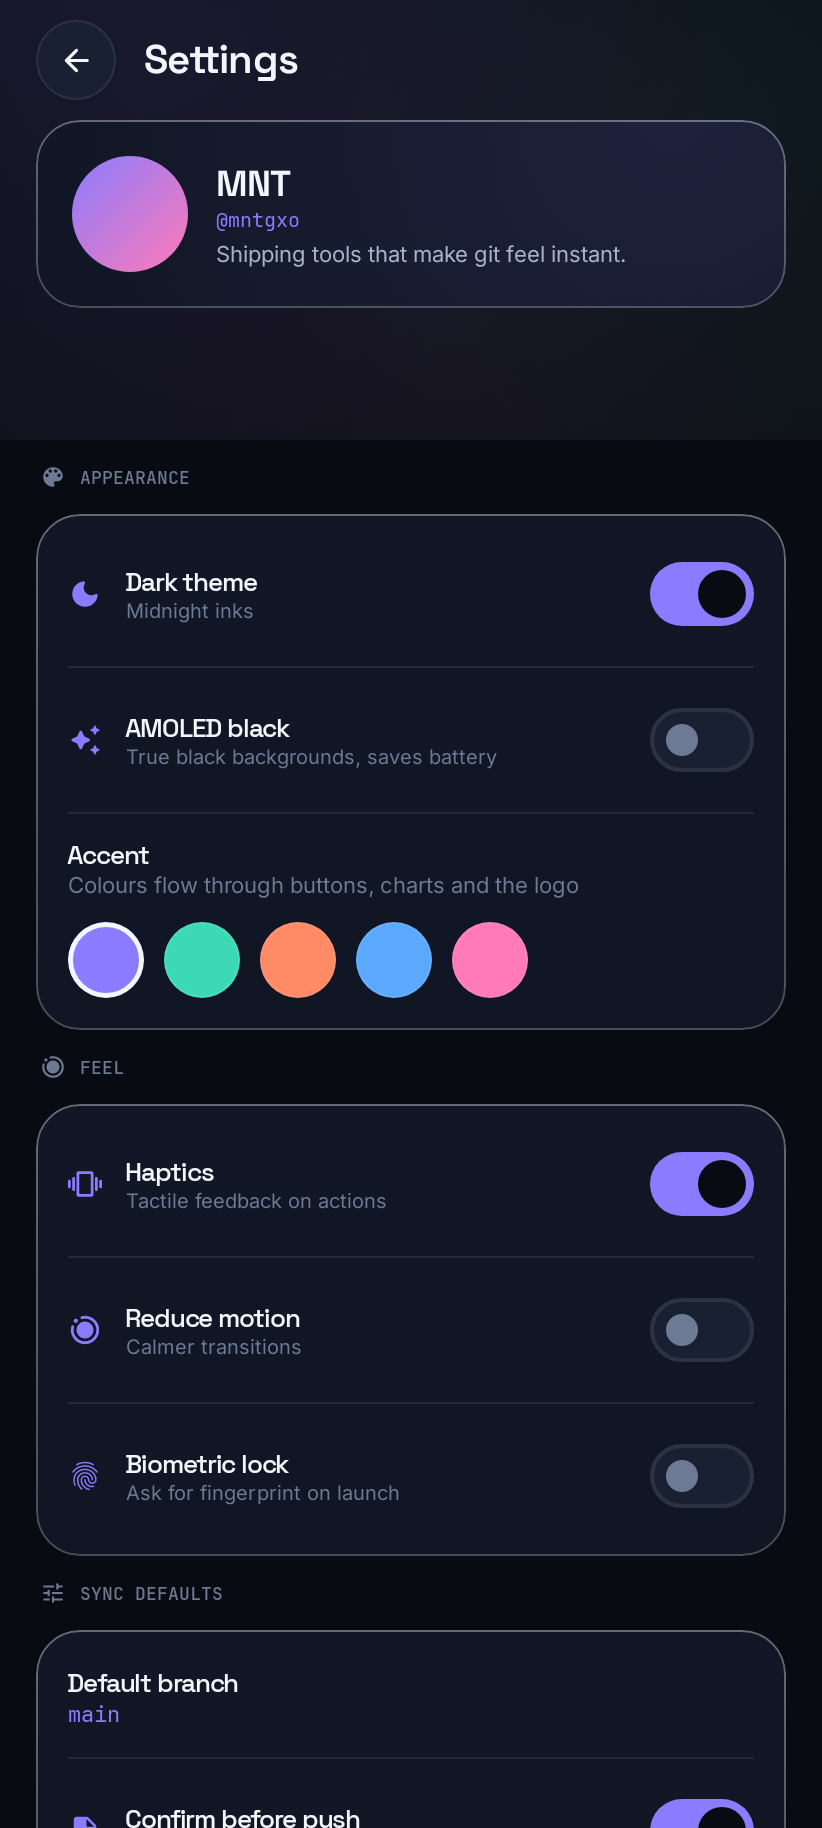 Settings
MNT
@mntgxo
Shipping tools that make git feel instant.
APPEARANCE
Dark theme
Midnight inks
AMOLED black
True black backgrounds, saves battery
Accent
Colours flow through buttons, charts and the logo
FEEL
Haptics
Tactile feedback on actions
Reduce motion
Calmer transitions
Biometric lock
Ask for fingerprint on launch
SYNC DEFAULTS
Default branch
main
Confirm before push